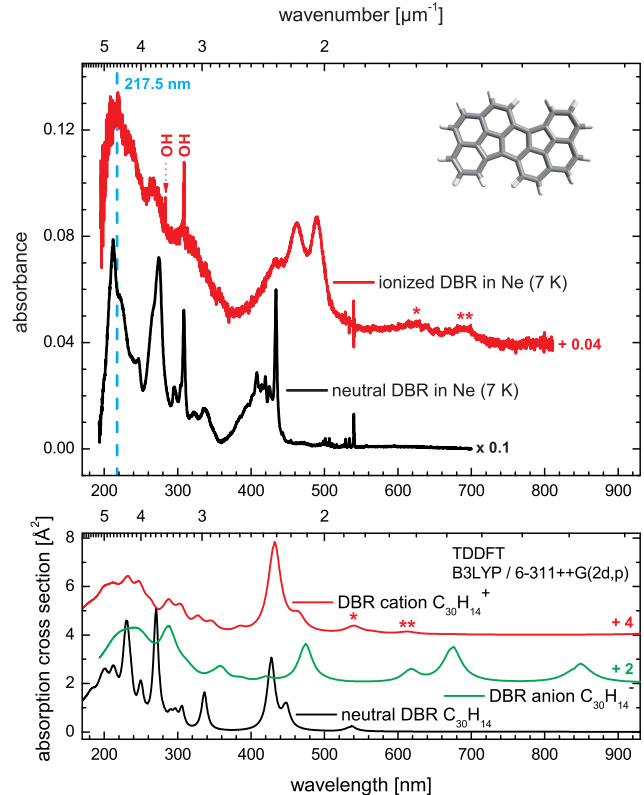 wavenumber [µm⁻¹]
5 4 3 2
217.5 nm
OH OH
0.12
0.08
0.04
0.00
absorbance
ionized DBR in Ne (7 K)
* **
+ 0.04
neutral DBR in Ne (7 K)
x 0.1
200 300 400 500 600 700 800 900
5 4 3 2
absorption cross section [Å²]
8
6
4
2
0
TDDFT
B3LYP / 6-311++G(2d,p)
DBR cation C₃₀H₁₄⁺
* **
+ 4
+ 2
DBR anion C₃₀H₁₄⁻
neutral DBR C₃₀H₁₄
200 300 400 500 600 700 800 900
wavelength [nm]